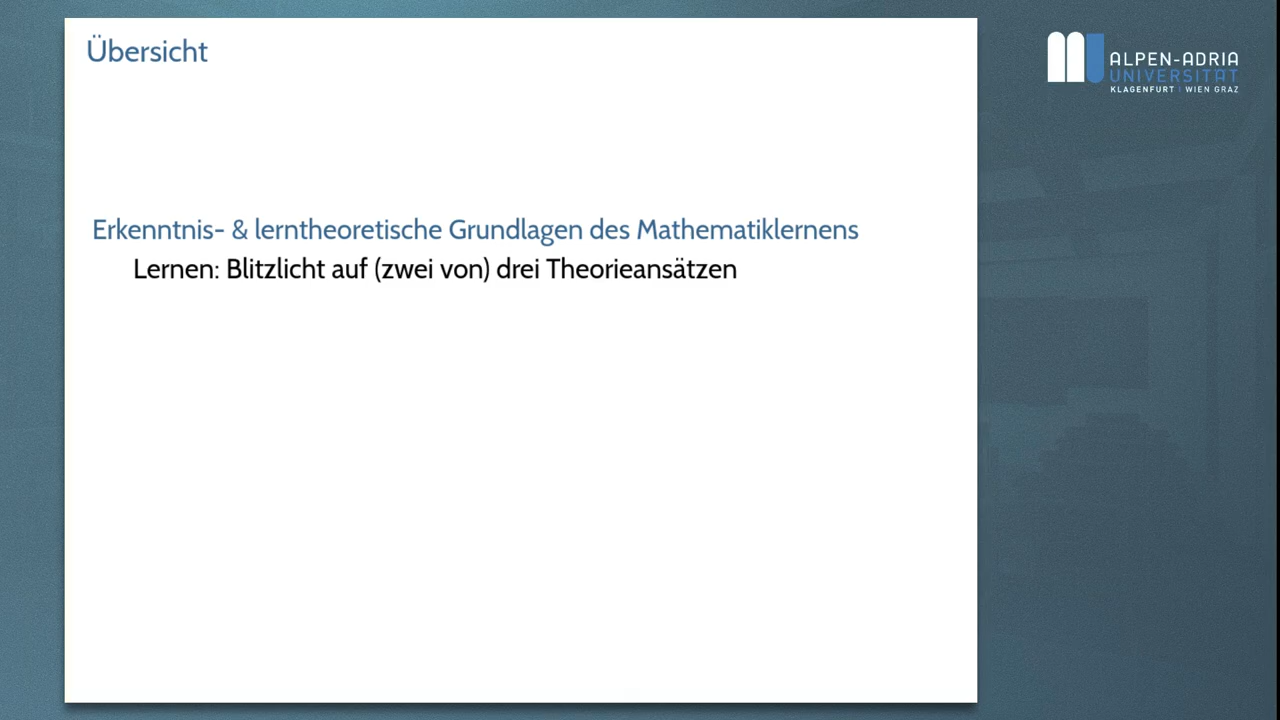 Übersicht
Erkenntnis- & lerntheoretische Grundlagen des Mathematiklernens
Lernen: Blitzlicht auf (zwei von) drei Theorieansätzen
ALPEN-ADRIA
UNIVERSITÄT
KLAGENFURT | WIEN GRAZ